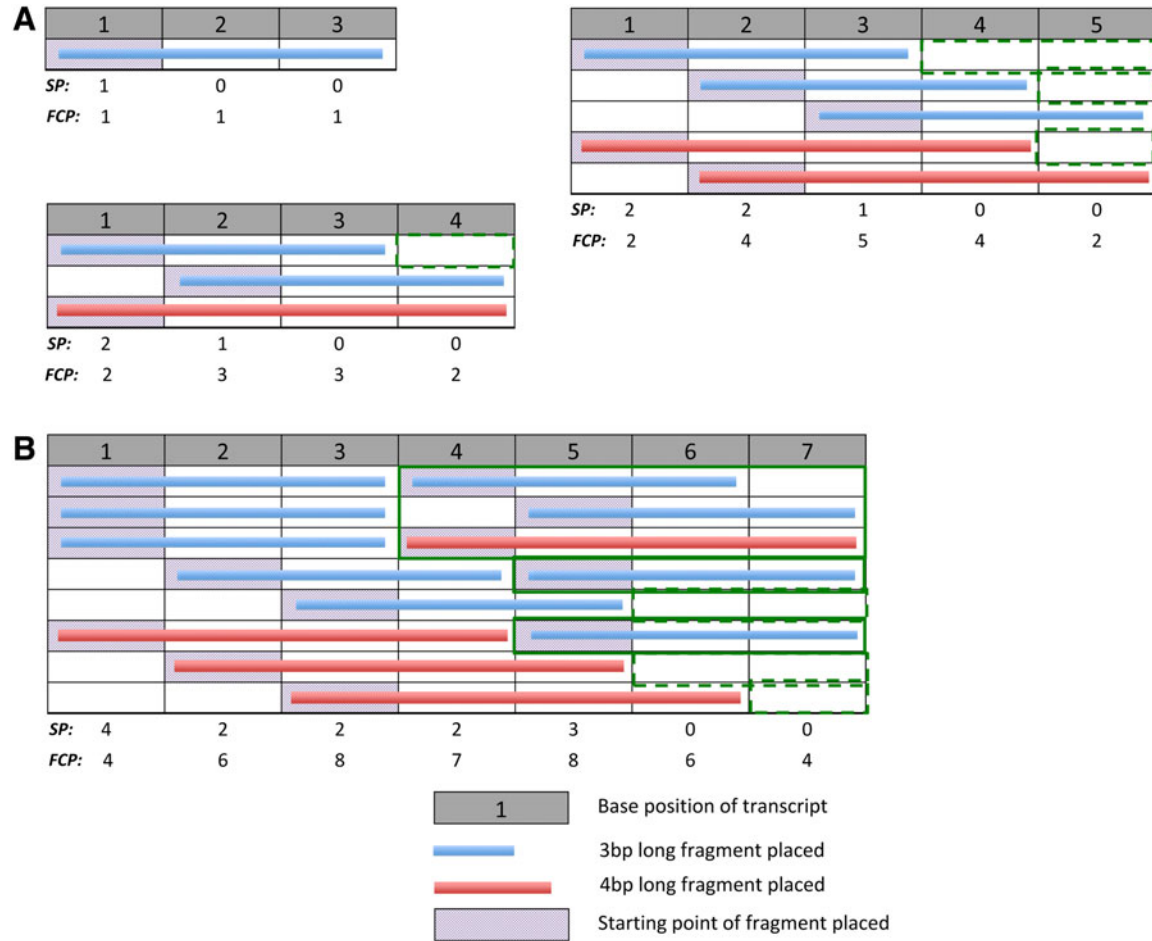 A
1 2 3
SP: 1 0 0
FCP: 1 1 1
1 2 3 4 5
SP: 2 2 1 0 0
FCP: 2 4 5 4 2
1 2 3 4
SP: 2 1 0 0
FCP: 2 3 3 2
B
1 2 3 4 5 6 7
SP: 4 2 2 2 3 0 0
FCP: 4 6 8 7 8 6 4
1 Base position of transcript
3bp long fragment placed
4bp long fragment placed
Starting point of fragment placed